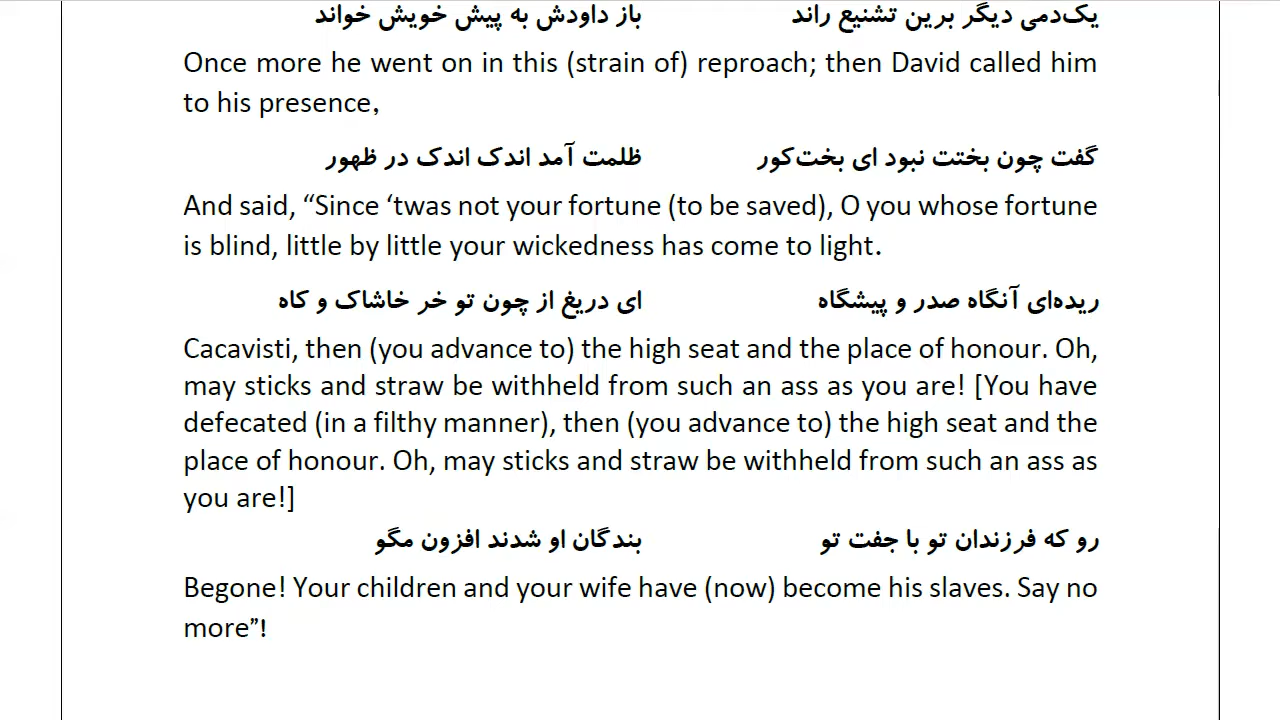 یک‌دمی دیگر برین تشنیع راند باز داودش به پیش خویش خواند
Once more he went on in this (strain of) reproach; then David called him
to his presence,
گفت چون بختت نبود ای بخت‌کور ظلمت آمد اندک اندک در ظهور
And said, “Since ‘twas not your fortune (to be saved), O you whose fortune
is blind, little by little your wickedness has come to light.
ریده‌ای آنگاه صدر و پیشگاه ای دریغ از چون تو خر خاشاک و کاه
Cacavisti, then (you advance to) the high seat and the place of honour. Oh,
may sticks and straw be withheld from such an ass as you are! [You have
defecated (in a filthy manner), then (you advance to) the high seat and the
place of honour. Oh, may sticks and straw be withheld from such an ass as
you are!]
رو که فرزندان تو با جفت تو بندگان او شدند افزون مگو
Begone! Your children and your wife have (now) become his slaves. Say no
more”!